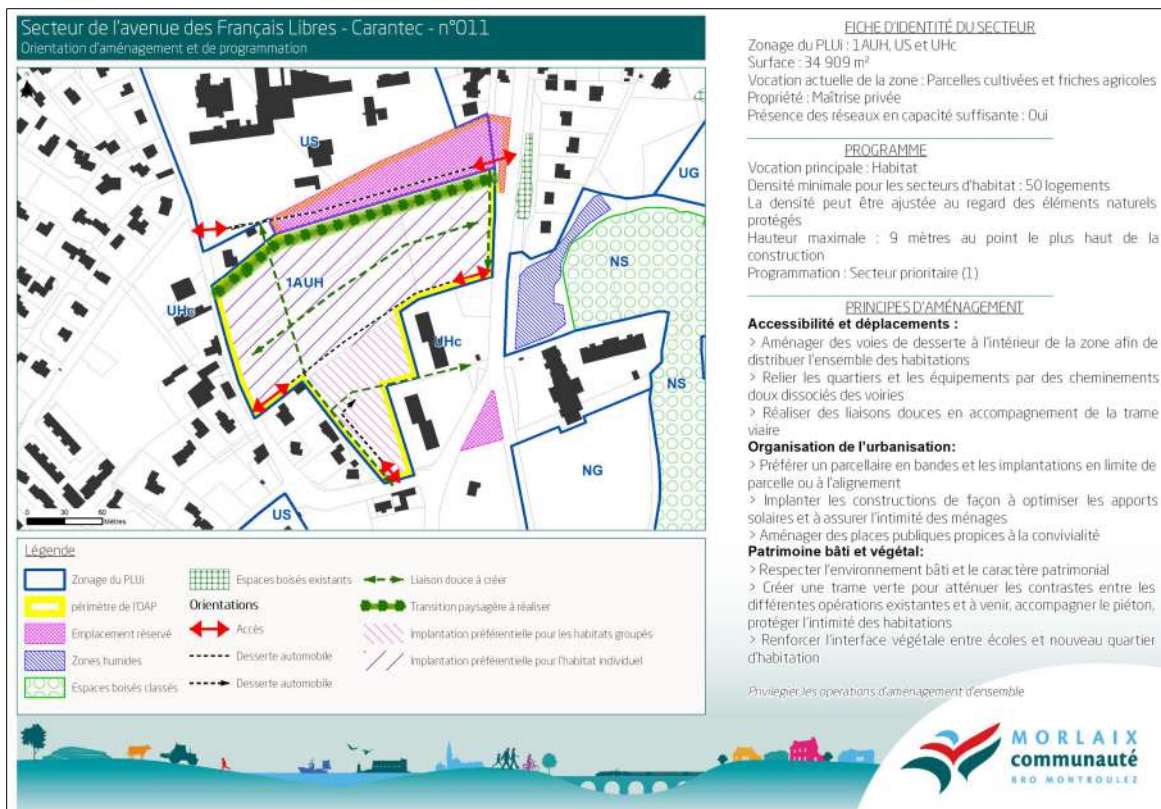 Secteur de l'avenue des Français Libres - Carantec - n°011
Orientation d'aménagement et de programmation
US
UG
NS
1AUH
UHc
UHc
NS
NG
US
0 30 60
Mètres
Légende
Zonage du PLUi
périmètre de l'OAP
Emplacement réservé
Zones humides
Espaces boisés classés
Espaces boisés existants
Orientations
Accès
Desserte automobile
Desserte automobile
Liaison douce à créer
Transition paysagère à réaliser
Implantation préférentielle pour les habitats groupés
Implantation préférentielle pour l'habitat individuel
FICHE D'IDENTITÉ DU SECTEUR
Zonage du PLUi : 1AUH, US et UHc
Surface : 34 909 m²
Vocation actuelle de la zone : Parcelles cultivées et friches agricoles
Propriété : Maîtrise privée
Présence des réseaux en capacité suffisante : Oui
PROGRAMME
Vocation principale : Habitat
Densité minimale pour les secteurs d'habitat : 50 logements
La densité peut être ajustée au regard des éléments naturels
protégés
Hauteur maximale : 9 mètres au point le plus haut de la
construction
Programmation : Secteur prioritaire (1)
PRINCIPES D'AMÉNAGEMENT
Accessibilité et déplacements :
> Aménager des voies de desserte à l'intérieur de la zone afin de
distribuer l'ensemble des habitations
> Relier les quartiers et les équipements par des cheminements
doux dissociés des voiries
> Réaliser des liaisons douces en accompagnement de la trame
viaire
Organisation de l'urbanisation:
> Préférer un parcellaire en bandes et les implantations en limite de
parcelle ou à l'alignement
> Implanter les constructions de façon à optimiser les apports
solaires et à assurer l'intimité des ménages
> Aménager des places publiques propices à la convivialité
Patrimoine bâti et végétal:
> Respecter l'environnement bâti et le caractère patrimonial
> Créer une trame verte pour atténuer les contrastes entre les
différentes opérations existantes et à venir, accompagner le piéton,
protéger l'intimité des habitations
> Renforcer l'interface végétale entre écoles et nouveau quartier
d'habitation
Privilégier les opérations d'aménagement d'ensemble
MORLAIX
communauté
BRO MONTROULEZ